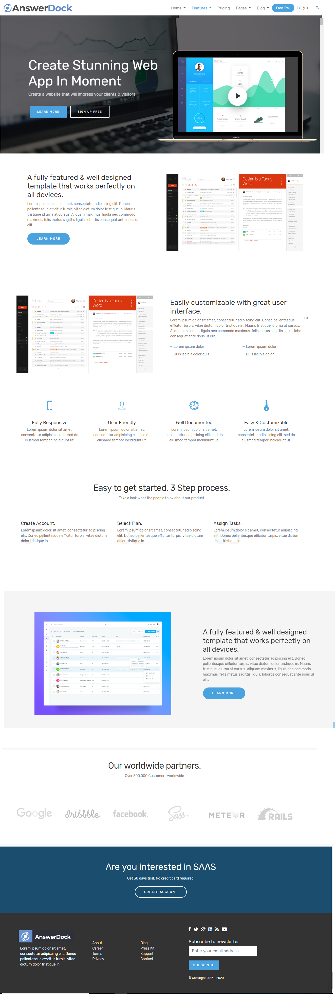 AnswerDock
Home Features Pricing Pages Blog Free Trail Login
Create Stunning Web
App In Moment
Create a website that will impress your clients & visitors
LEARN MORE SIGN UP FREE
Daniel Craig
220
40
Equipment
A fully featured & well designed
template that works perfectly on
all devices.
Lorem ipsum dolor sit amet, consectetur adipiscing elit. Donec
pellentesque efficitur turpis, vitae dictum dolor tristique in. Mauris
tristique id urna at cursus. Aliquam maximus, ligula nec commodo
maximus, felis metus sagittis ligula, lobortis consequat ante risus ut
elit.
LEARN MORE
16:02
Inbox
Design is a Funny
Word
16:02
Inbox
Design is a Funny
Word
Easily customizable with great user
interface.
rti
Lorem ipsum dolor sit amet, consectetur adipiscing elit. Donec pellentesque
efficitur turpis, vitae dictum dolor tristique in. Mauris tristique id urna at cursus.
Aliquam maximus, ligula nec commodo maximus, felis metus sagittis ligula, lobo
consequat ante risus ut elit.
→ Lorem ipsum dolor → Lorem ipsum dolor
→ Duis lacinia dolor quis → Duis lacinia dolor
Fully Responsive
Lorem ipsum dolor sit amet,
consectetur adipisicing elit, sed do
eiusmod tempor incididunt ut.
User Friendly
Lorem ipsum dolor sit amet,
consectetur adipisicing elit, sed do
eiusmod tempor incididunt ut.
Well Documented
Lorem ipsum dolor sit amet,
consectetur adipisicing elit, sed do
eiusmod tempor incididunt ut.
Easy & Customizable
Lorem ipsum dolor sit amet,
consectetur adipisicing elit, sed do
eiusmod tempor incididunt ut.
Easy to get started. 3 Step process.
Take a look what the people think about our product
Create Account.
Lorem ipsum dolor sit amet, consectetur adipiscing
elit. Donec pellentesque efficitur turpis, vitae dictum
dolor tristique in.
Select Plan.
Lorem ipsum dolor sit amet, consectetur adipiscing
elit. Donec pellentesque efficitur turpis, vitae dictum
dolor tristique in.
Assign Tasks.
Lorem ipsum dolor sit amet, consectetur adipiscing
elit. Donec pellentesque efficitur turpis, vitae dictum
dolor tristique in.
Contacts
A fully featured & well designed
template that works perfectly on
all devices.
Lorem ipsum dolor sit amet, consectetur adipiscing elit. Donec
pellentesque efficitur turpis, vitae dictum dolor tristique in. Mauris
tristique id urna at cursus. Aliquam maximus, ligula nec commodo
maximus, felis metus sagittis ligula, lobortis consequat ante risus ut
elit.
LEARN MORE
Our worldwide partners.
Over 500,000 Customers worldwide
Google dribbble facebook Sass METEOR RAILS
Are you interested in SAAS
Get 30 days trial. No credit card required.
CREATE ACCOUNT
AnswerDock
Lorem ipsum dolor sit amet,
consectetur adipiscing elit. Donec
pellentesque efficitur turpis, vitae
dictum dolor tristique in.
About
Career
Terms
Privacy
Blog
Press Kit
Support
Contact
Subscribe to newsletter
Enter your email address
SUBSCRIBE
© Copyright 2016 - 2020